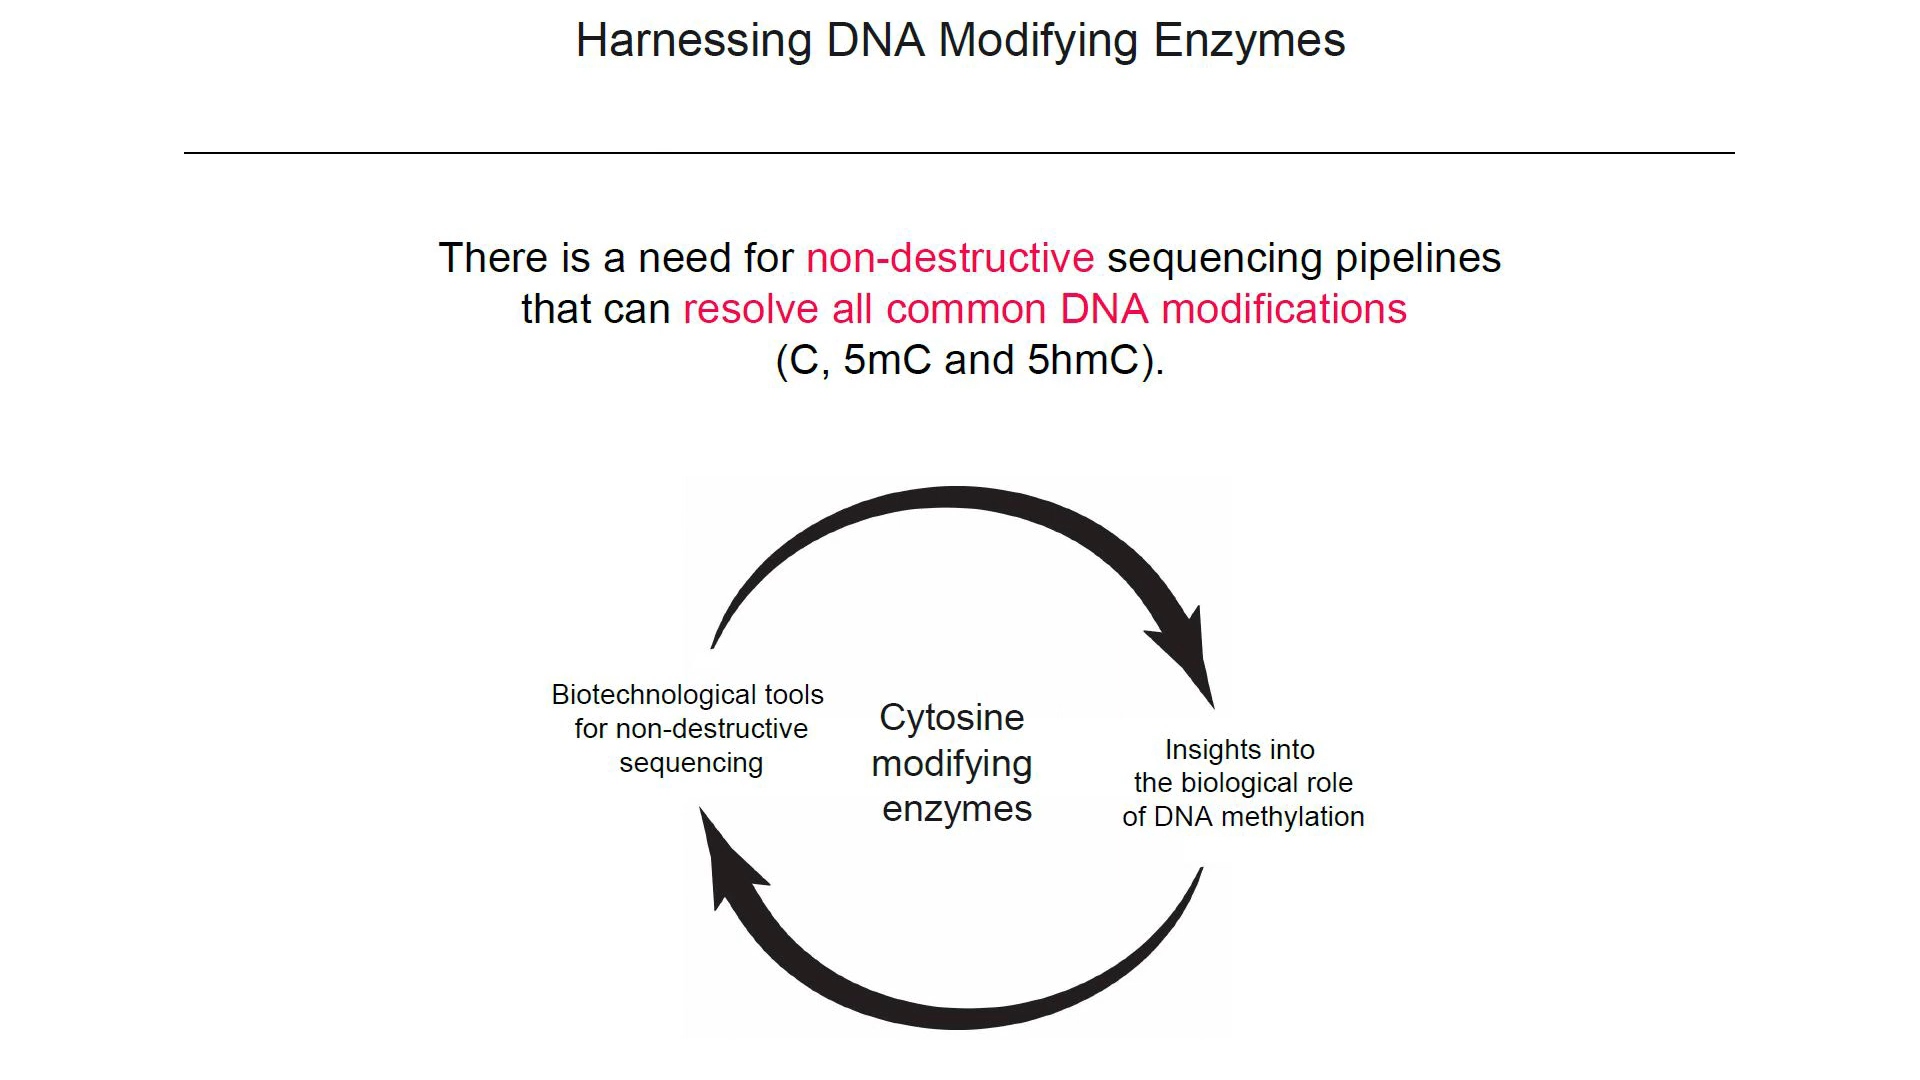 Harnessing DNA Modifying Enzymes
There is a need for non-destructive sequencing pipelines
that can resolve all common DNA modifications
(C, 5mC and 5hmC).
Biotechnological tools
for non-destructive
sequencing
Cytosine
modifying
enzymes
Insights into
the biological role
of DNA methylation